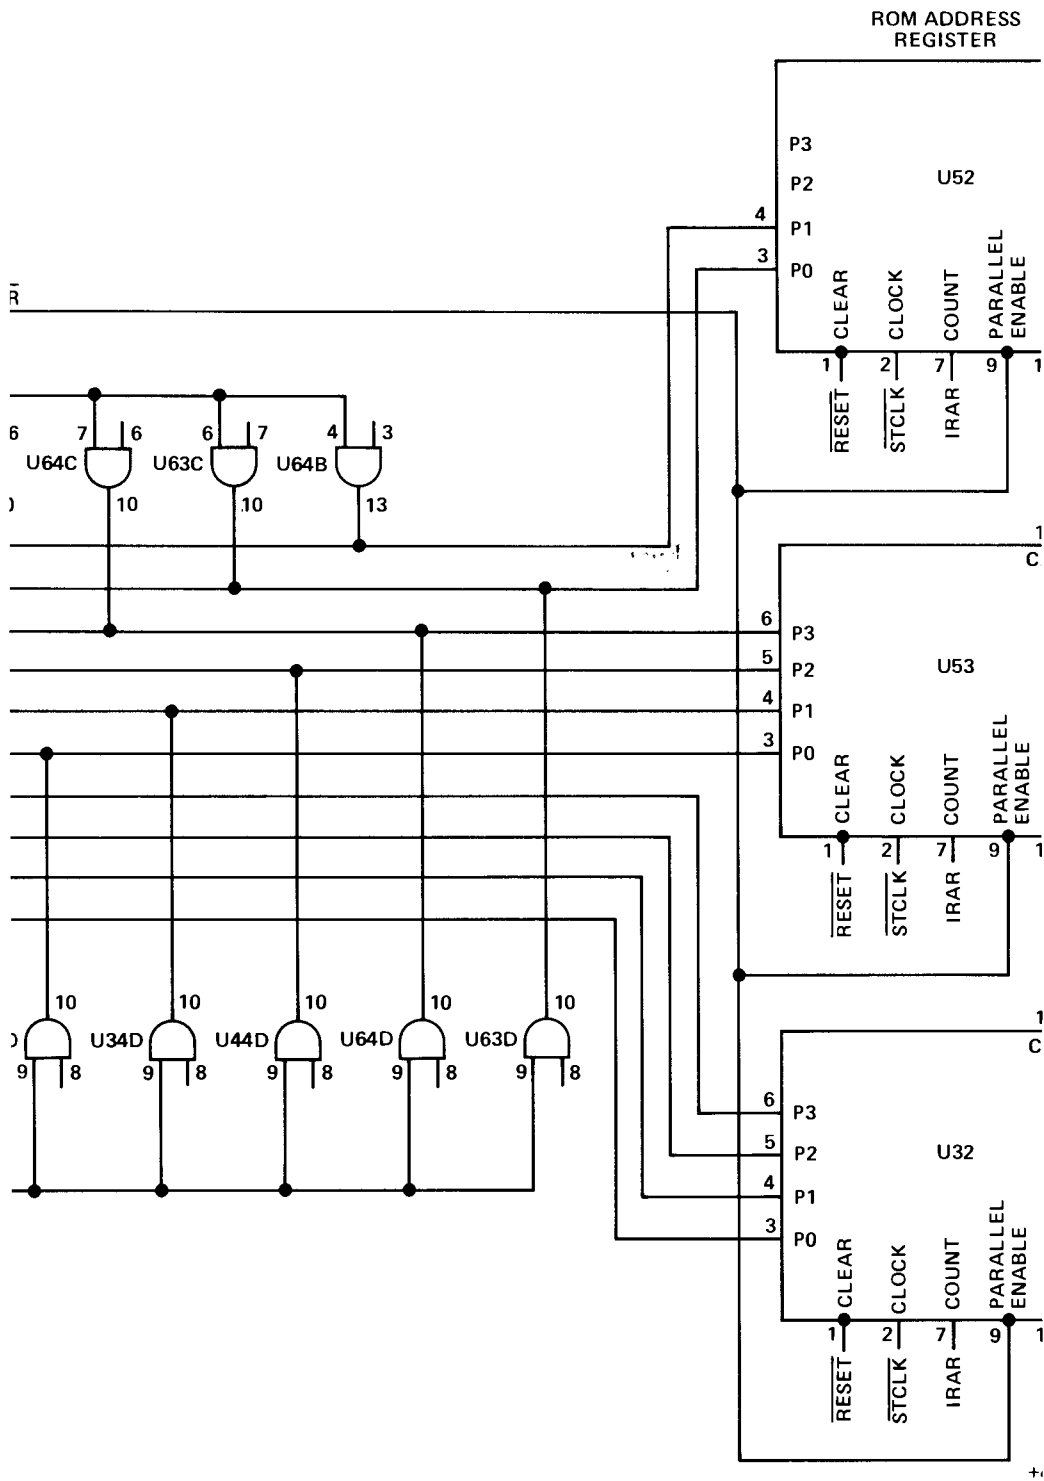 ROM ADDRESS
REGISTER
P3
P2
U52
4
P1
3
P0
CLEAR
CLOCK
COUNT
PARALLEL
ENABLE
R
1
2
7
9
1
RESET
STCLK
IRAR
6
7
6
6
7
4
3
U64C
U63C
U64B
10
10
13
1
C
6
P3
5
P2
U53
4
P1
3
P0
CLEAR
CLOCK
COUNT
PARALLEL
ENABLE
1
2
7
9
1
RESET
STCLK
IRAR
10
10
10
10
10
U34D
U44D
U64D
U63D
9
8
9
8
9
8
9
8
9
8
1
C
6
P3
5
P2
U32
4
P1
3
P0
CLEAR
CLOCK
COUNT
PARALLEL
ENABLE
1
2
7
9
1
RESET
STCLK
IRAR